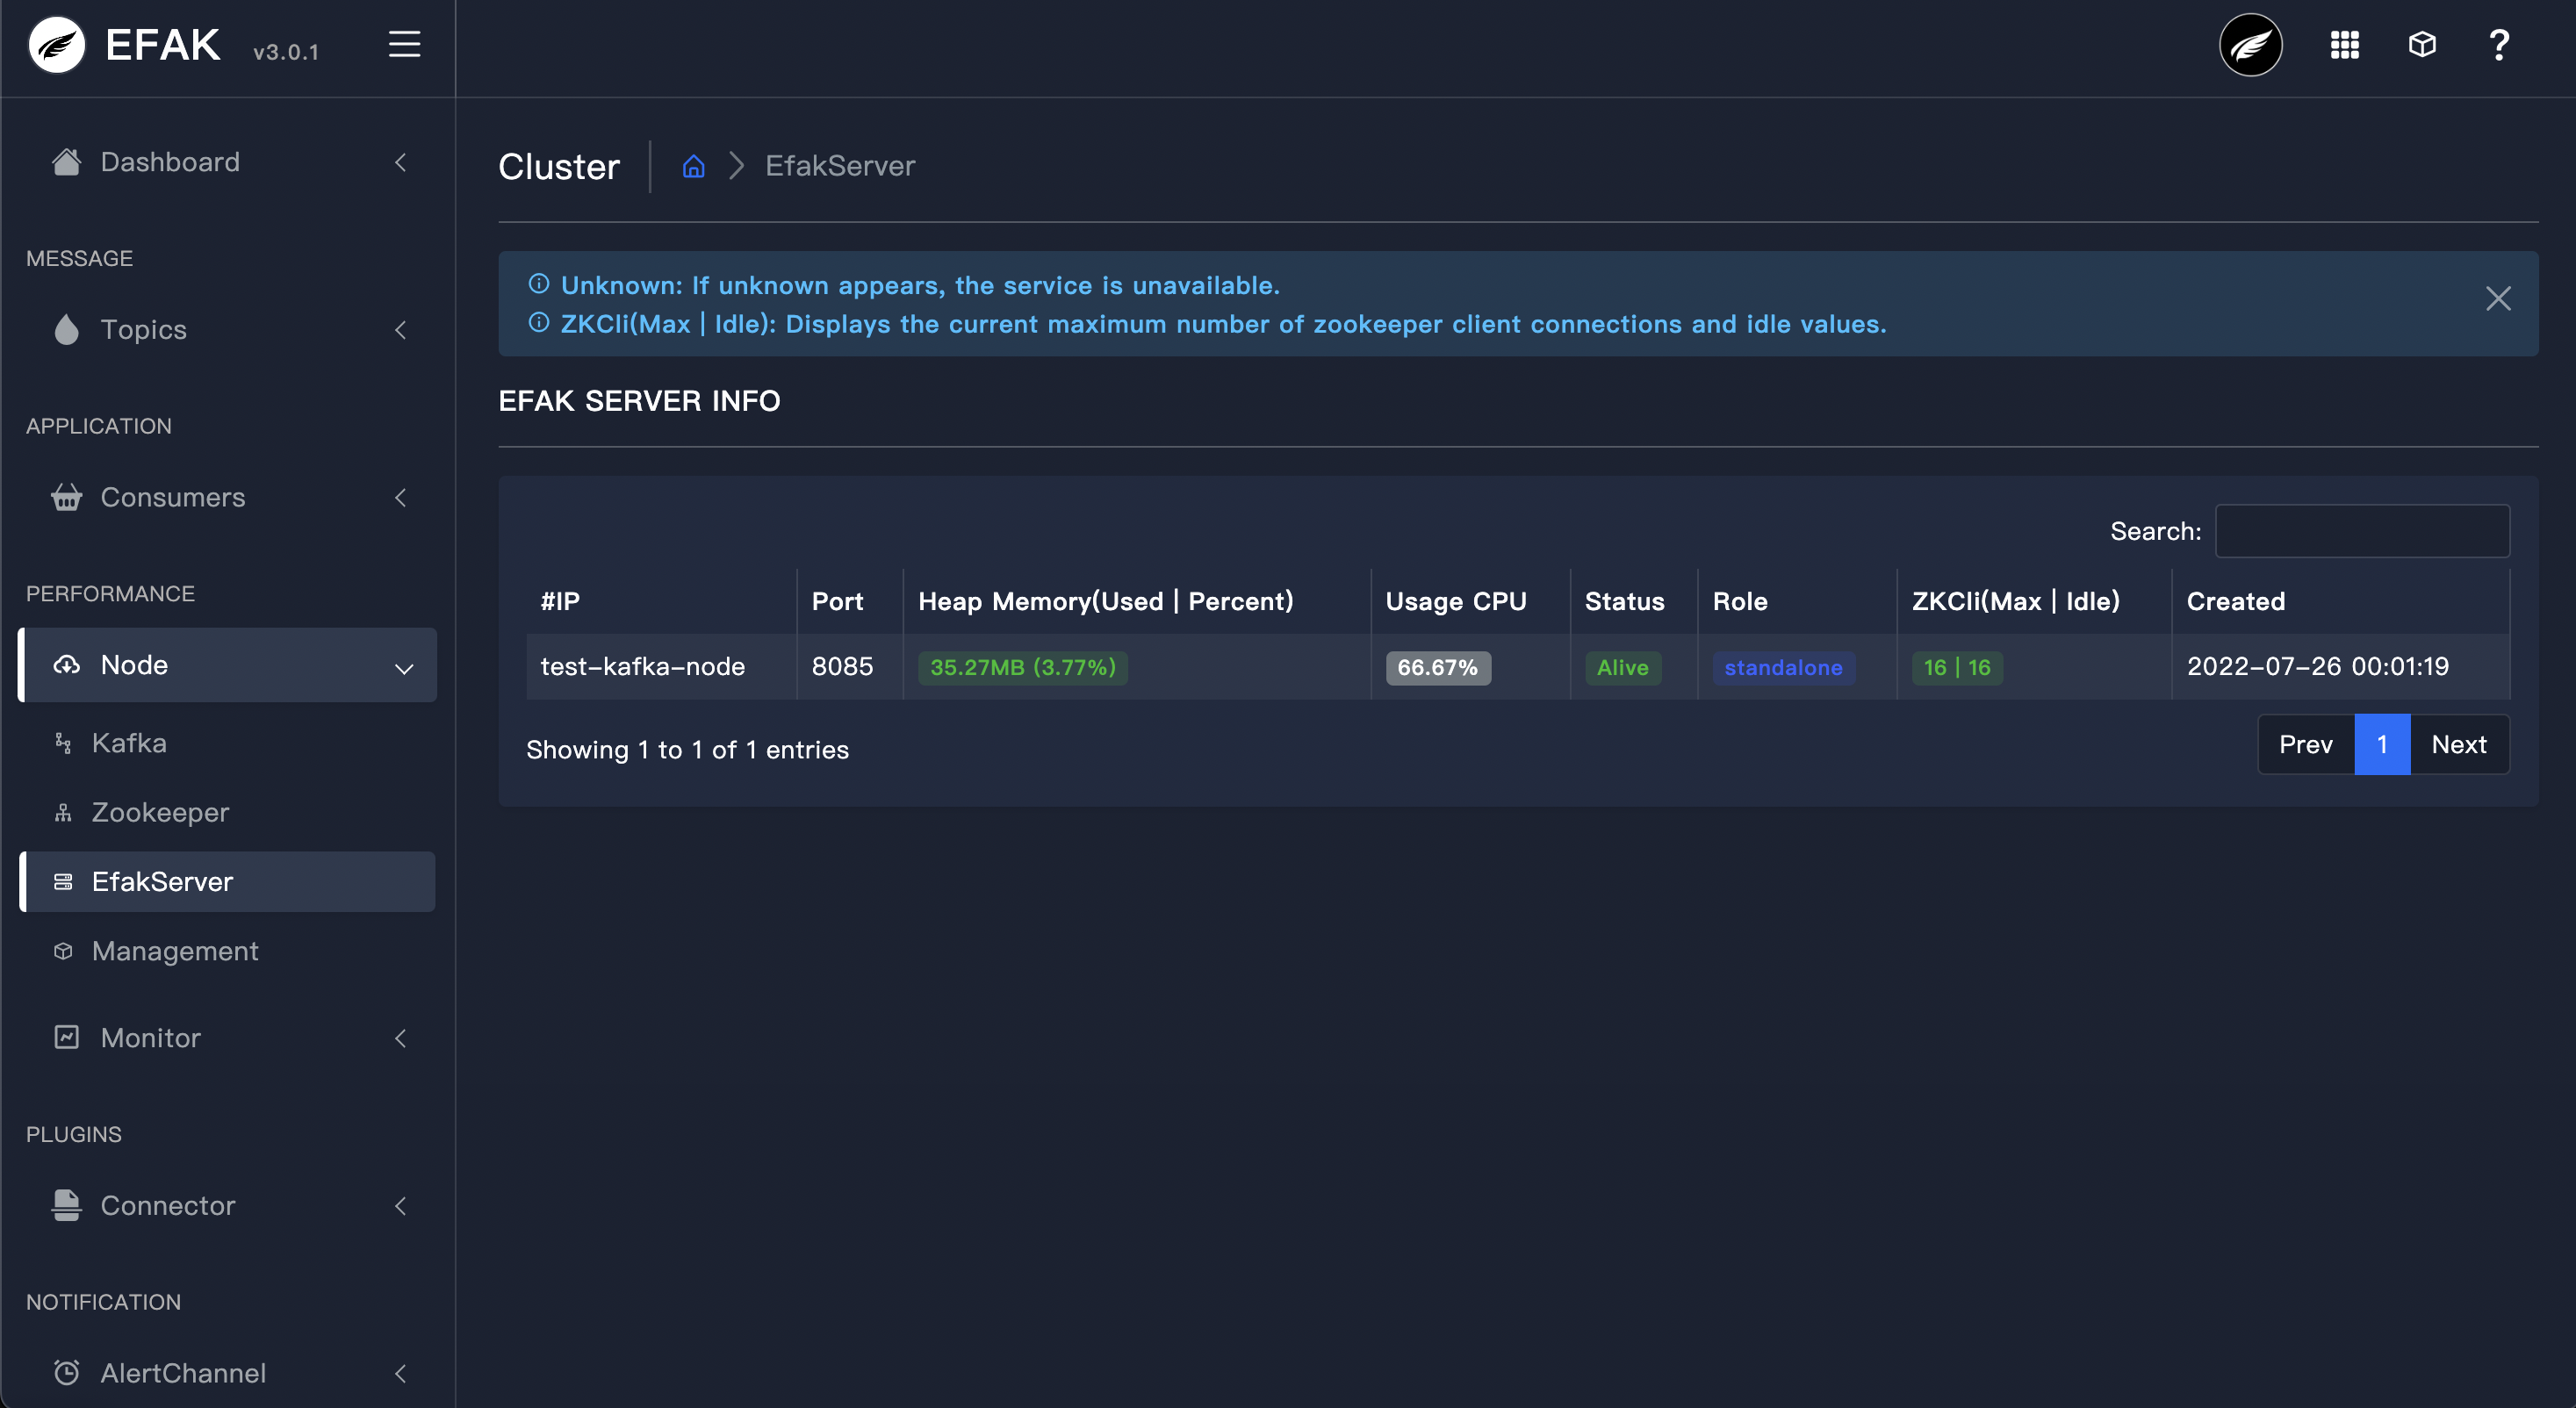 EFAK v3.0.1
Dashboard
MESSAGE
Topics
APPLICATION
Consumers
PERFORMANCE
Node
Kafka
Zookeeper
EfakServer
Management
Monitor
PLUGINS
Connector
NOTIFICATION
AlertChannel
?
Cluster EfakServer
Unknown: If unknown appears, the service is unavailable.
ZKCli(Max | Idle): Displays the current maximum number of zookeeper client connections and idle values.
EFAK SERVER INFO
Search:
#IP Port Heap Memory(Used | Percent) Usage CPU Status Role ZKCli(Max | Idle) Created
test-kafka-node 8085 35.27MB (3.77%) 66.67% Alive standalone 16 | 16 2022-07-26 00:01:19
Showing 1 to 1 of 1 entries
Prev 1 Next